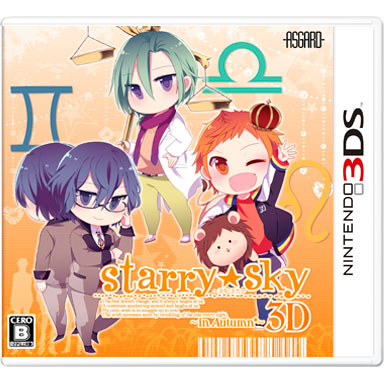 -ASGARD-
NINTENDO 3DS
starry★sky
~in Autumn~ 3D
CERO
B